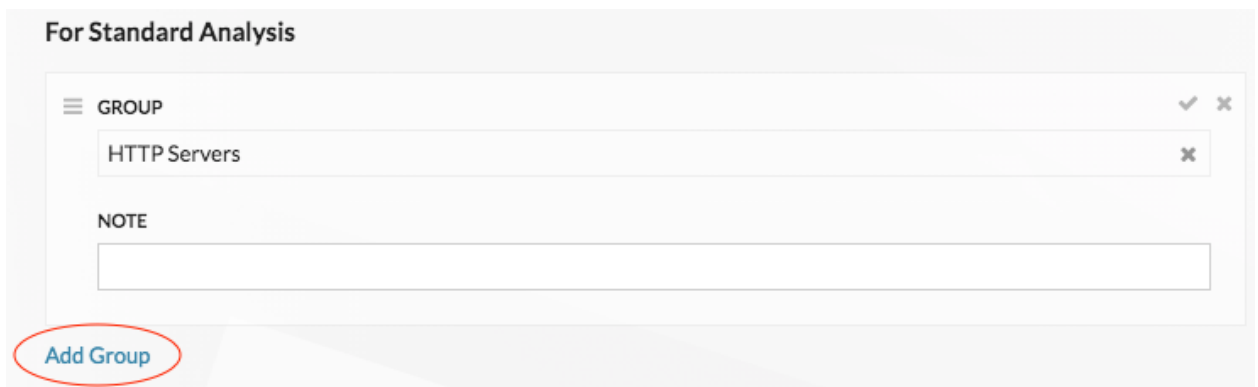 For Standard Analysis
GROUP
HTTP Servers
NOTE
Add Group